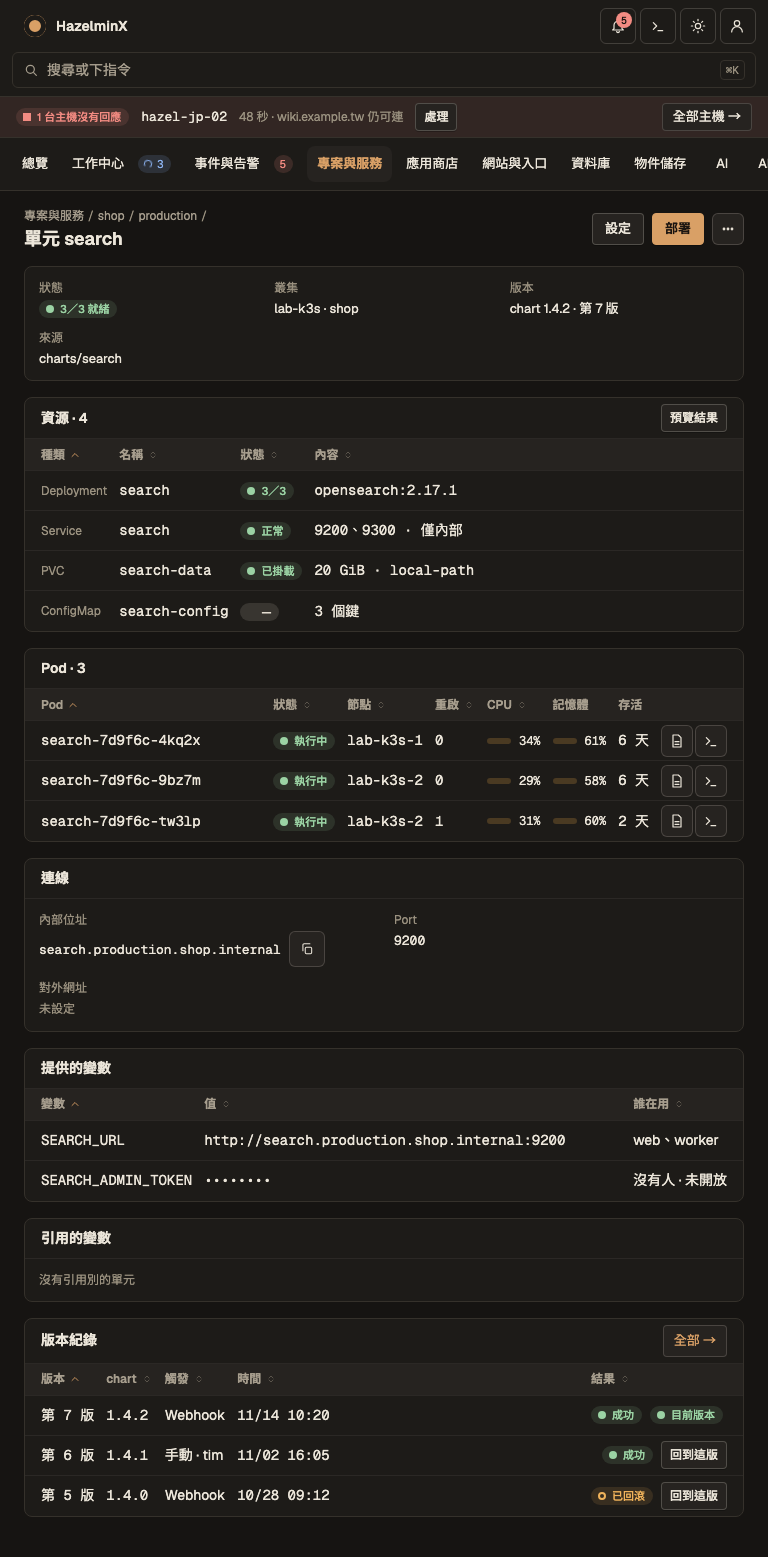 HazelminX
5
搜尋或下指令
⌘K
1 台主機沒有回應 hazel-jp-02 48 秒 · wiki.example.tw 仍可連 處理 全部主機 →
總覽 工作中心 3 事件與告警 5 專案與服務 應用商店 網站與入口 資料庫 物件儲存 AI
專案與服務 / shop / production /
單元 search
設定 部署 ···
狀態 叢集 版本
3／3 就緒 lab-k3s · shop chart 1.4.2 · 第 7 版
來源
charts/search
資源 · 4 預覽結果
種類 名稱 狀態 內容
Deployment search 3／3 opensearch:2.17.1
Service search 正常 9200、9300 · 僅內部
PVC search-data 已掛載 20 GiB · local-path
ConfigMap search-config — 3 個鍵
Pod · 3
Pod 狀態 節點 重啟 CPU 記憶體 存活
search-7d9f6c-4kq2x 執行中 lab-k3s-1 0 34% 61% 6 天
search-7d9f6c-9bz7m 執行中 lab-k3s-2 0 29% 58% 6 天
search-7d9f6c-tw3lp 執行中 lab-k3s-2 1 31% 60% 2 天
連線
內部位址 Port
search.production.shop.internal 9200
對外網址
未設定
提供的變數
變數 值 誰在用
SEARCH_URL http://search.production.shop.internal:9200 web、worker
SEARCH_ADMIN_TOKEN •••••••• 沒有人 · 未開放
引用的變數
沒有引用別的單元
版本紀錄 全部 →
版本 chart 觸發 時間 結果
第 7 版 1.4.2 Webhook 11/14 10:20 成功 目前版本
第 6 版 1.4.1 手動 · tim 11/02 16:05 成功 回到這版
第 5 版 1.4.0 Webhook 10/28 09:12 已回滾 回到這版